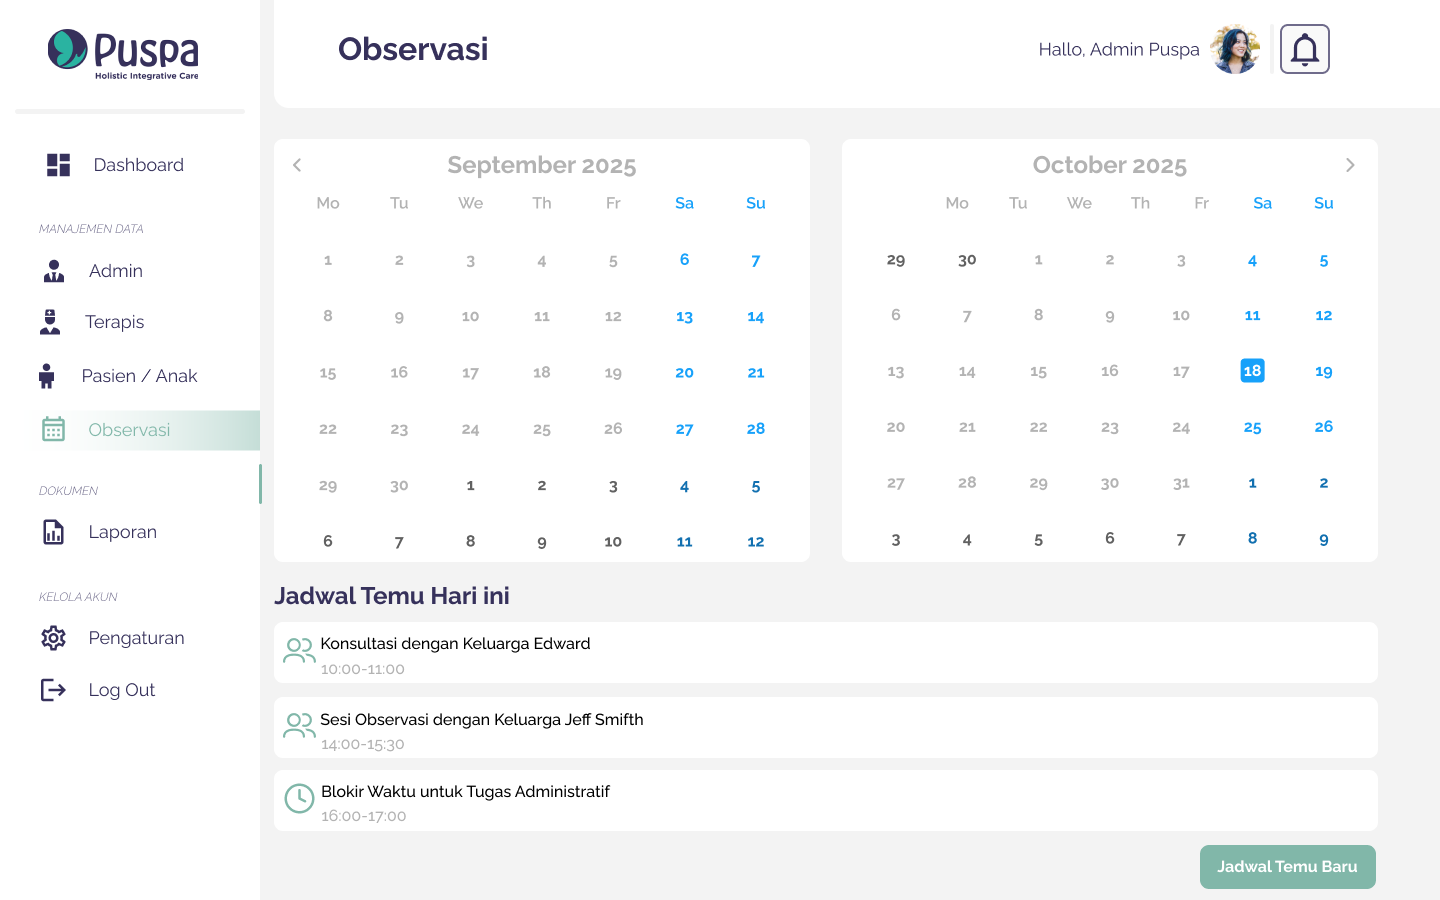 Puspa
Holistic Integrative Care
Dashboard
MANAJEMEN DATA
Admin
Terapis
Pasien / Anak
Observasi
DOKUMEN
Laporan
KELOLA AKUN
Pengaturan
Log Out
Observasi
Hallo, Admin Puspa
September 2025
Mo Tu We Th Fr Sa Su
1 2 3 4 5 6 7
8 9 10 11 12 13 14
15 16 17 18 19 20 21
22 23 24 25 26 27 28
29 30 1 2 3 4 5
6 7 8 9 10 11 12
October 2025
Mo Tu We Th Fr Sa Su
29 30 1 2 3 4 5
6 7 8 9 10 11 12
13 14 15 16 17 18 19
20 21 22 23 24 25 26
27 28 29 30 31 1 2
3 4 5 6 7 8 9
Jadwal Temu Hari ini
Konsultasi dengan Keluarga Edward
10:00-11:00
Sesi Observasi dengan Keluarga Jeff Smifth
14:00-15:30
Blokir Waktu untuk Tugas Administratif
16:00-17:00
Jadwal Temu Baru